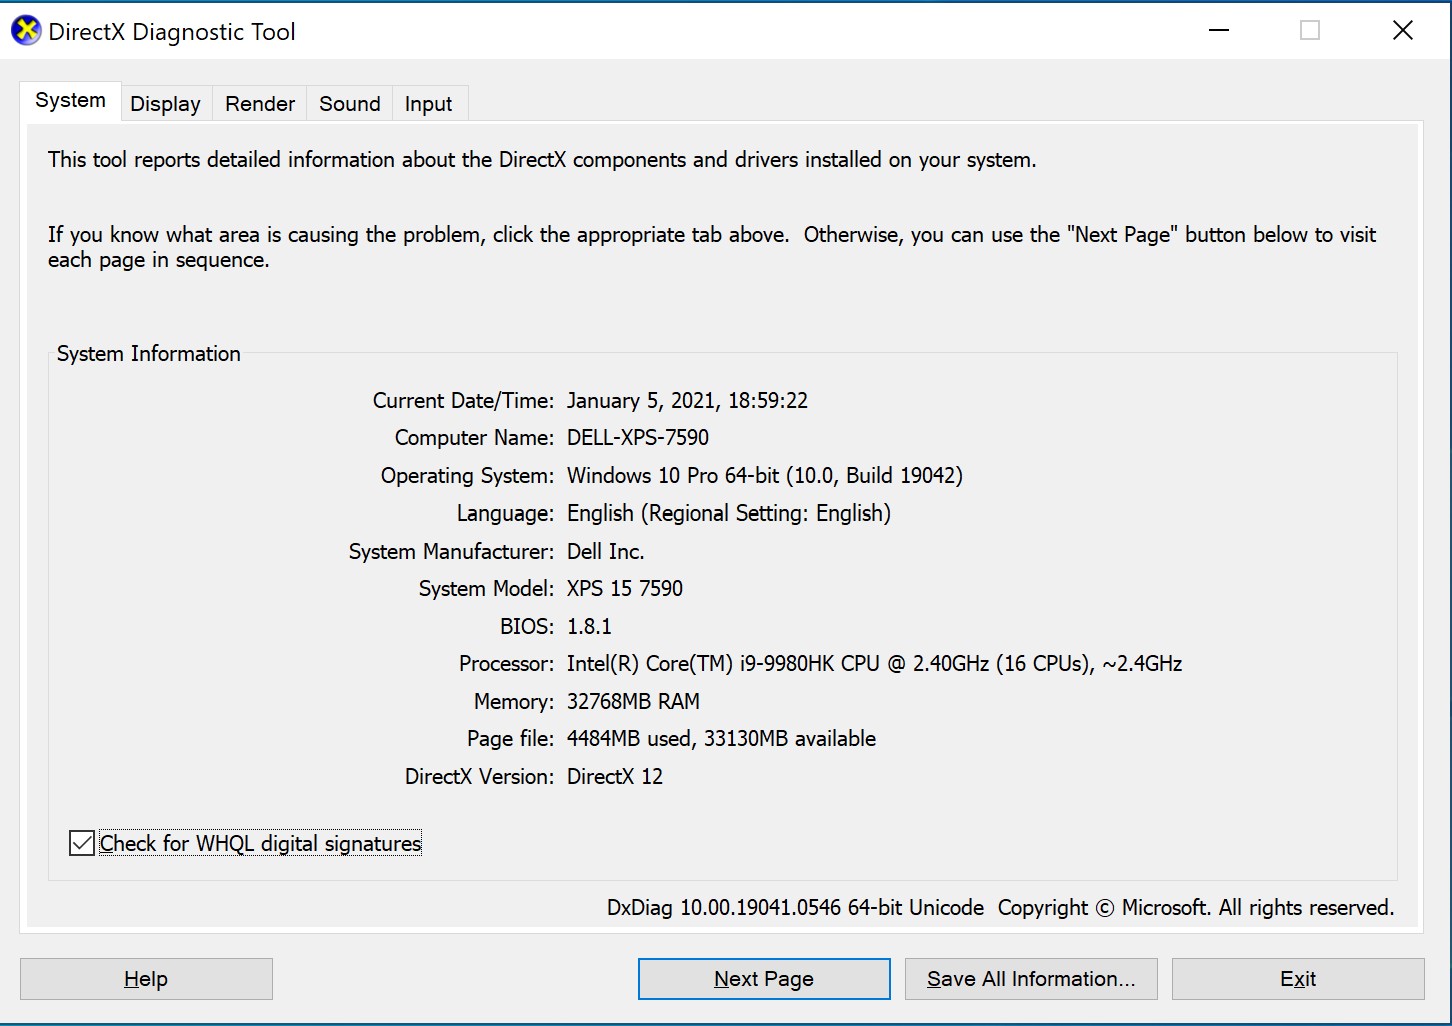 DirectX Diagnostic Tool
System Display Render Sound Input
This tool reports detailed information about the DirectX components and drivers installed on your system.
If you know what area is causing the problem, click the appropriate tab above.  Otherwise, you can use the "Next Page" button below to visit
each page in sequence.
System Information
Current Date/Time: January 5, 2021, 18:59:22
Computer Name: DELL-XPS-7590
Operating System: Windows 10 Pro 64-bit (10.0, Build 19042)
Language: English (Regional Setting: English)
System Manufacturer: Dell Inc.
System Model: XPS 15 7590
BIOS: 1.8.1
Processor: Intel(R) Core(TM) i9-9980HK CPU @ 2.40GHz (16 CPUs), ~2.4GHz
Memory: 32768MB RAM
Page file: 4484MB used, 33130MB available
DirectX Version: DirectX 12
Check for WHQL digital signatures
DxDiag 10.00.19041.0546 64-bit Unicode  Copyright © Microsoft. All rights reserved.
Help Next Page Save All Information... Exit